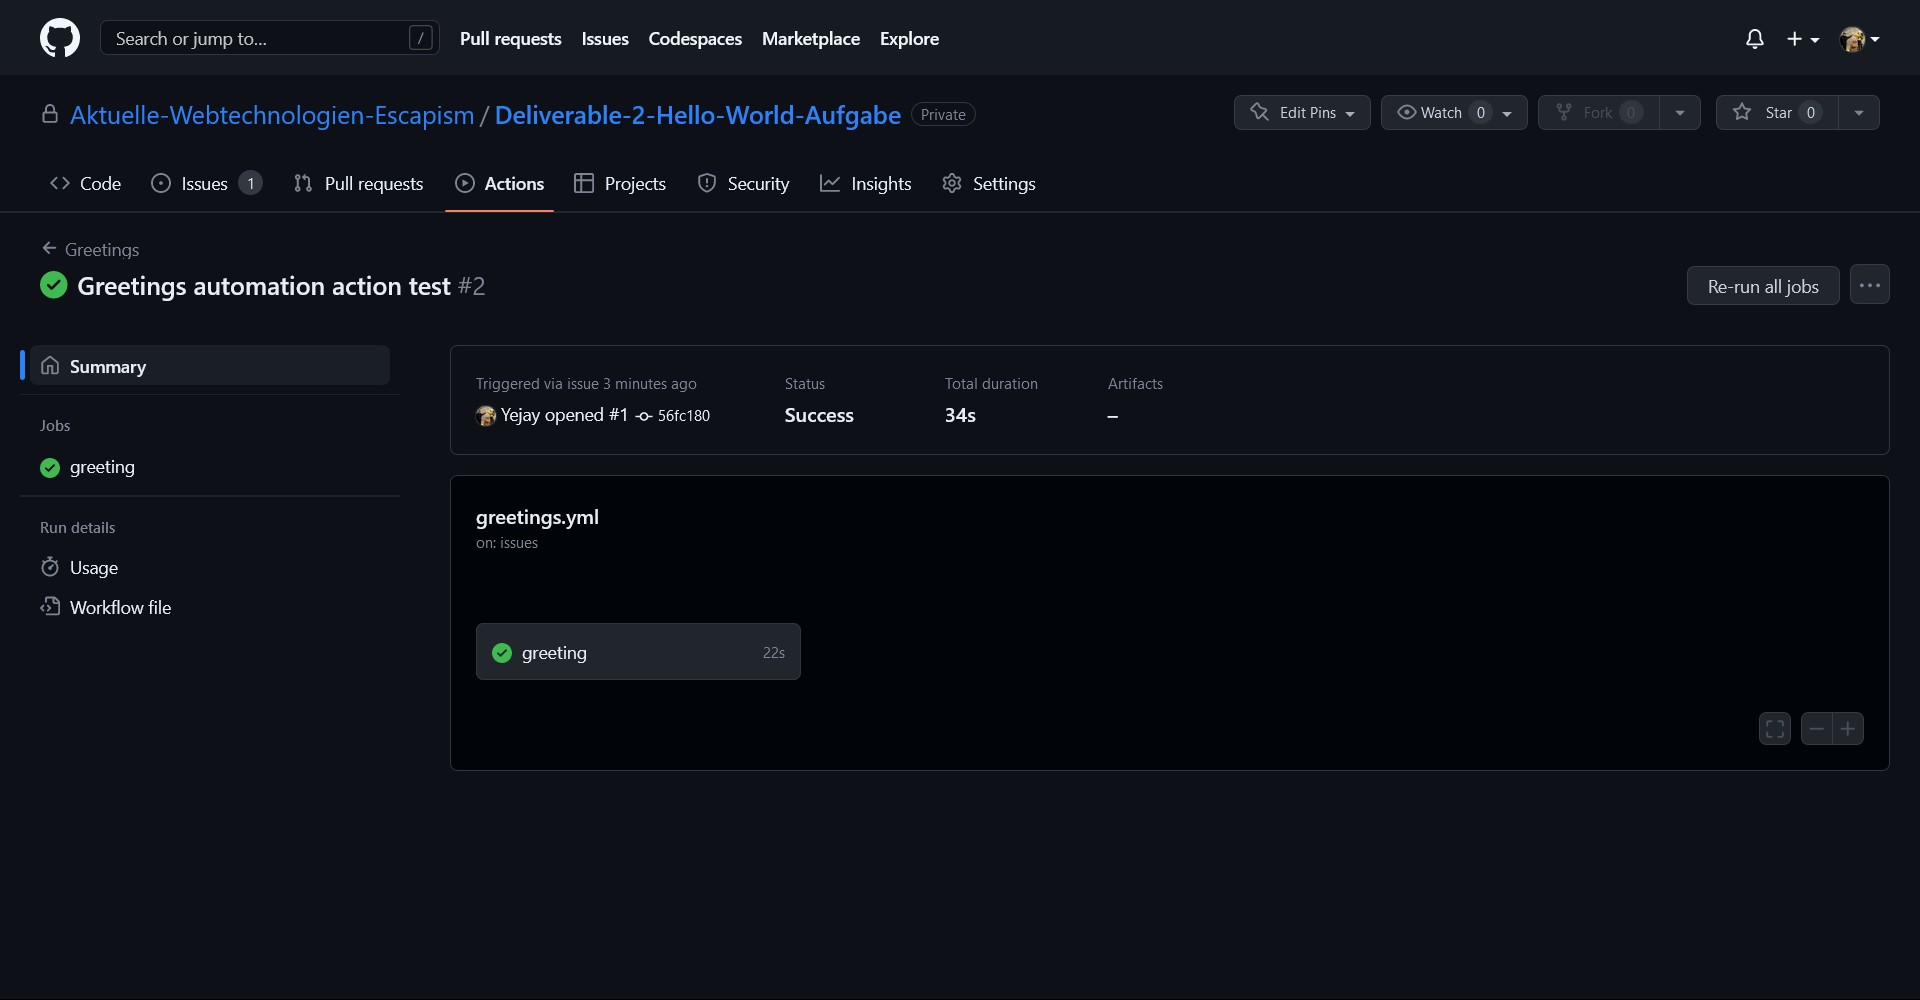 Search or jump to... /
Pull requests Issues Codespaces Marketplace Explore
Aktuelle-Webtechnologien-Escapism / Deliverable-2-Hello-World-Aufgabe Private
Edit Pins Watch 0 Fork 0 Star 0
Code Issues 1 Pull requests Actions Projects Security Insights Settings
Greetings
Greetings automation action test #2
Re-run all jobs
Summary
Jobs
greeting
Run details
Usage
Workflow file
Triggered via issue 3 minutes ago
Yejay opened #1 56fc180
Status
Success
Total duration
34s
Artifacts
–
greetings.yml
on: issues
greeting 22s